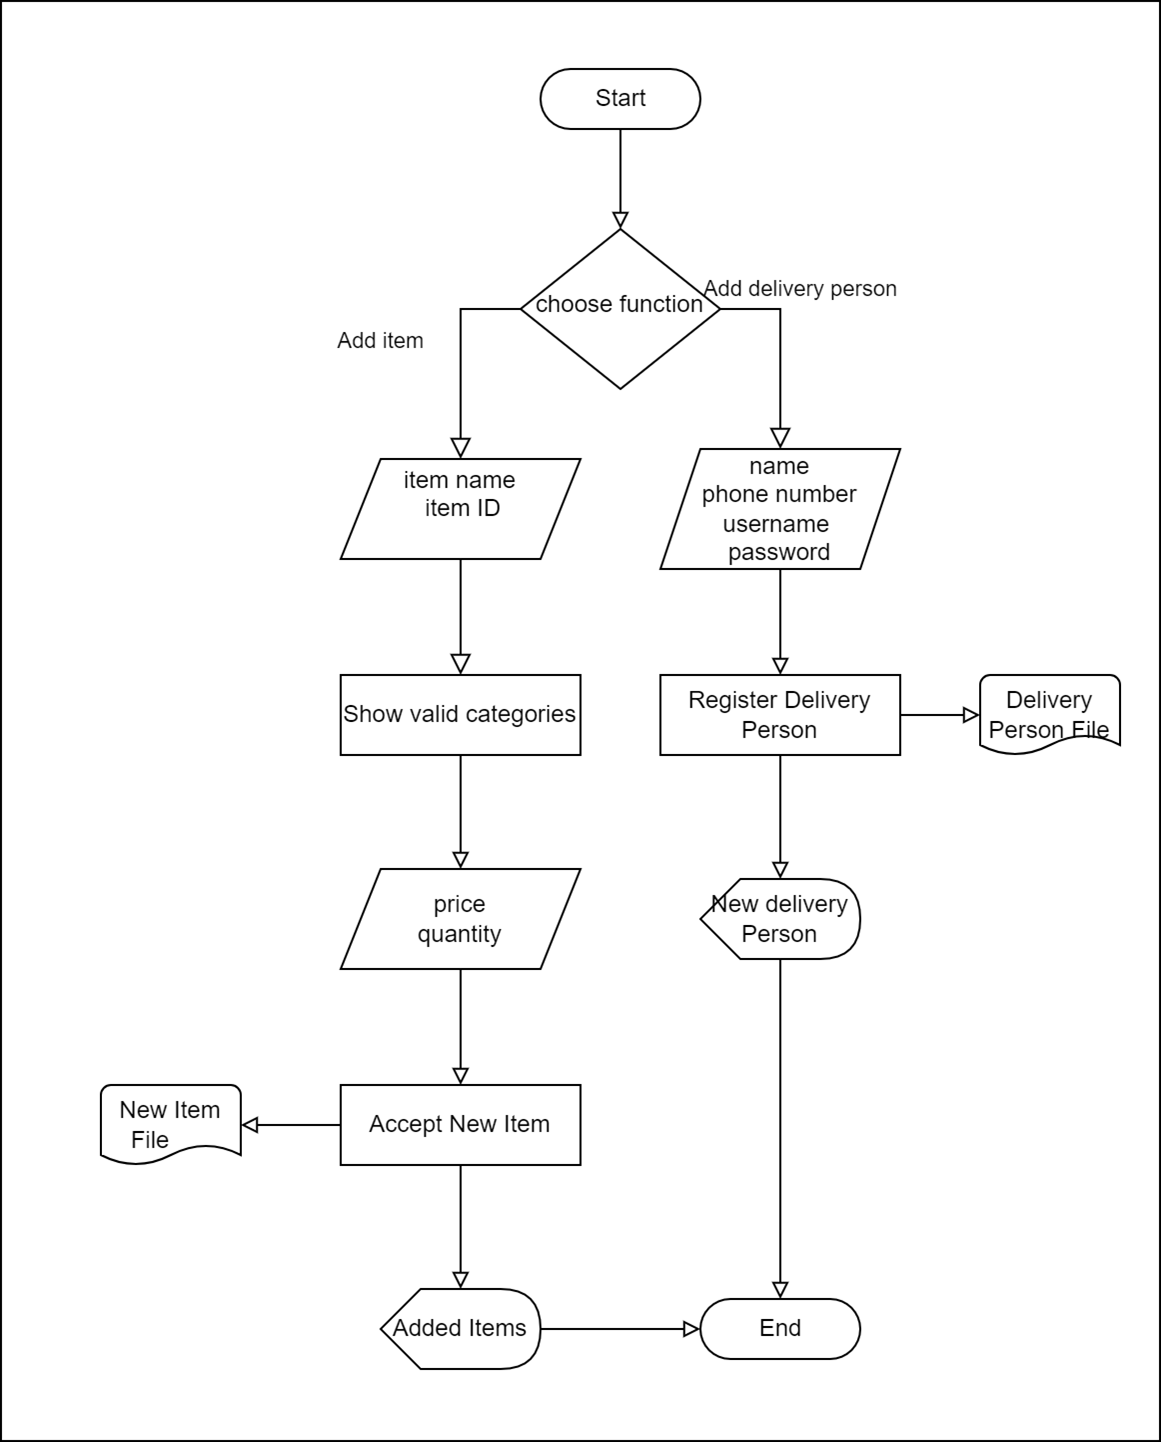 Start
choose function
Add delivery person
Add item
item name
item ID
name
phone number
username
password
Show valid categories
Register Delivery
Person
Delivery
Person File
price
quantity
New delivery
Person
New Item
File
Accept New Item
Added Items
End